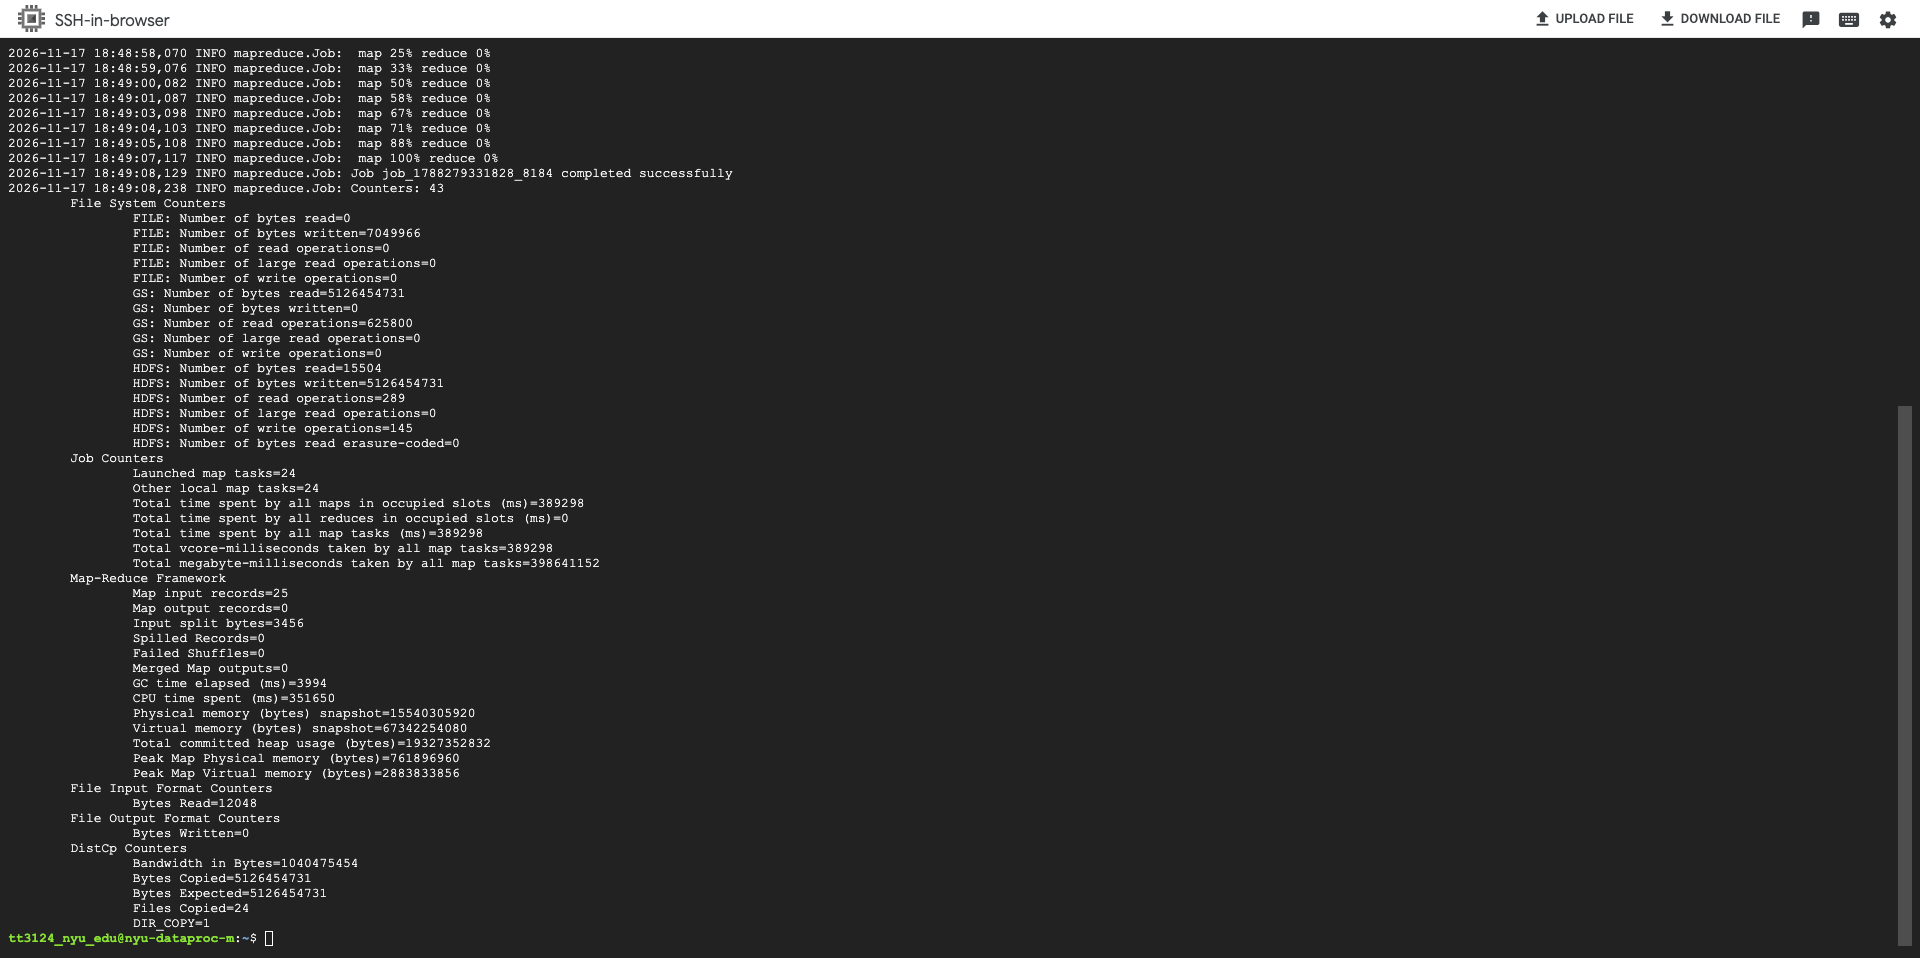 SSH-in-browser
UPLOAD FILE
DOWNLOAD FILE
2026-11-17 18:48:58,070 INFO mapreduce.Job:  map 25% reduce 0%
2026-11-17 18:48:59,076 INFO mapreduce.Job:  map 33% reduce 0%
2026-11-17 18:49:00,082 INFO mapreduce.Job:  map 50% reduce 0%
2026-11-17 18:49:01,087 INFO mapreduce.Job:  map 58% reduce 0%
2026-11-17 18:49:03,098 INFO mapreduce.Job:  map 67% reduce 0%
2026-11-17 18:49:04,103 INFO mapreduce.Job:  map 71% reduce 0%
2026-11-17 18:49:05,108 INFO mapreduce.Job:  map 88% reduce 0%
2026-11-17 18:49:07,117 INFO mapreduce.Job:  map 100% reduce 0%
2026-11-17 18:49:08,129 INFO mapreduce.Job: Job job_1788279331828_8184 completed successfully
2026-11-17 18:49:08,238 INFO mapreduce.Job: Counters: 43
File System Counters
FILE: Number of bytes read=0
FILE: Number of bytes written=7049966
FILE: Number of read operations=0
FILE: Number of large read operations=0
FILE: Number of write operations=0
GS: Number of bytes read=5126454731
GS: Number of bytes written=0
GS: Number of read operations=625800
GS: Number of large read operations=0
GS: Number of write operations=0
HDFS: Number of bytes read=15504
HDFS: Number of bytes written=5126454731
HDFS: Number of read operations=289
HDFS: Number of large read operations=0
HDFS: Number of write operations=145
HDFS: Number of bytes read erasure-coded=0
Job Counters
Launched map tasks=24
Other local map tasks=24
Total time spent by all maps in occupied slots (ms)=389298
Total time spent by all reduces in occupied slots (ms)=0
Total time spent by all map tasks (ms)=389298
Total vcore-milliseconds taken by all map tasks=389298
Total megabyte-milliseconds taken by all map tasks=398641152
Map-Reduce Framework
Map input records=25
Map output records=0
Input split bytes=3456
Spilled Records=0
Failed Shuffles=0
Merged Map outputs=0
GC time elapsed (ms)=3994
CPU time spent (ms)=351650
Physical memory (bytes) snapshot=15540305920
Virtual memory (bytes) snapshot=67342254080
Total committed heap usage (bytes)=19327352832
Peak Map Physical memory (bytes)=761896960
Peak Map Virtual memory (bytes)=2883833856
File Input Format Counters
Bytes Read=12048
File Output Format Counters
Bytes Written=0
DistCp Counters
Bandwidth in Bytes=1040475454
Bytes Copied=5126454731
Bytes Expected=5126454731
Files Copied=24
DIR_COPY=1
tt3124_nyu_edu@nyu-dataproc-m:~$